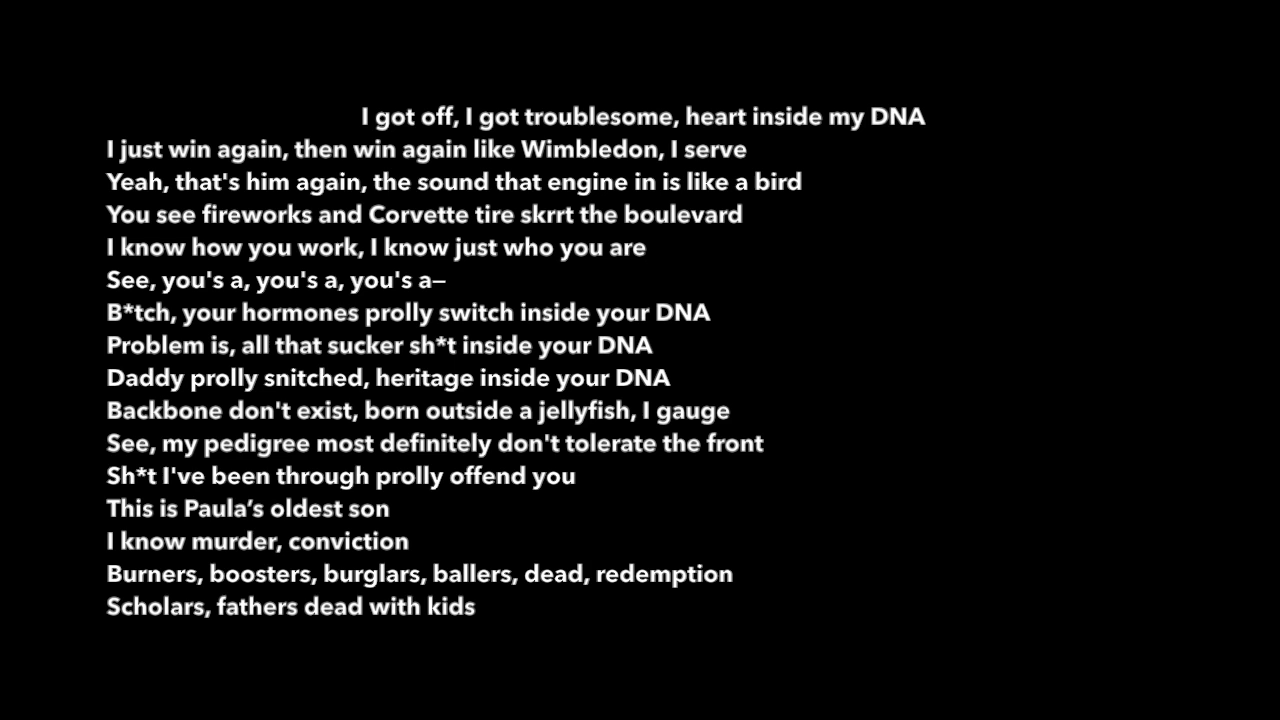 I got off, I got troublesome, heart inside my DNA
I just win again, then win again like Wimbledon, I serve
Yeah, that's him again, the sound that engine in is like a bird
You see fireworks and Corvette tire skrrt the boulevard
I know how you work, I know just who you are
See, you's a, you's a, you's a—
B*tch, your hormones prolly switch inside your DNA
Problem is, all that sucker sh*t inside your DNA
Daddy prolly snitched, heritage inside your DNA
Backbone don't exist, born outside a jellyfish, I gauge
See, my pedigree most definitely don't tolerate the front
Sh*t I've been through prolly offend you
This is Paula’s oldest son
I know murder, conviction
Burners, boosters, burglars, ballers, dead, redemption
Scholars, fathers dead with kids